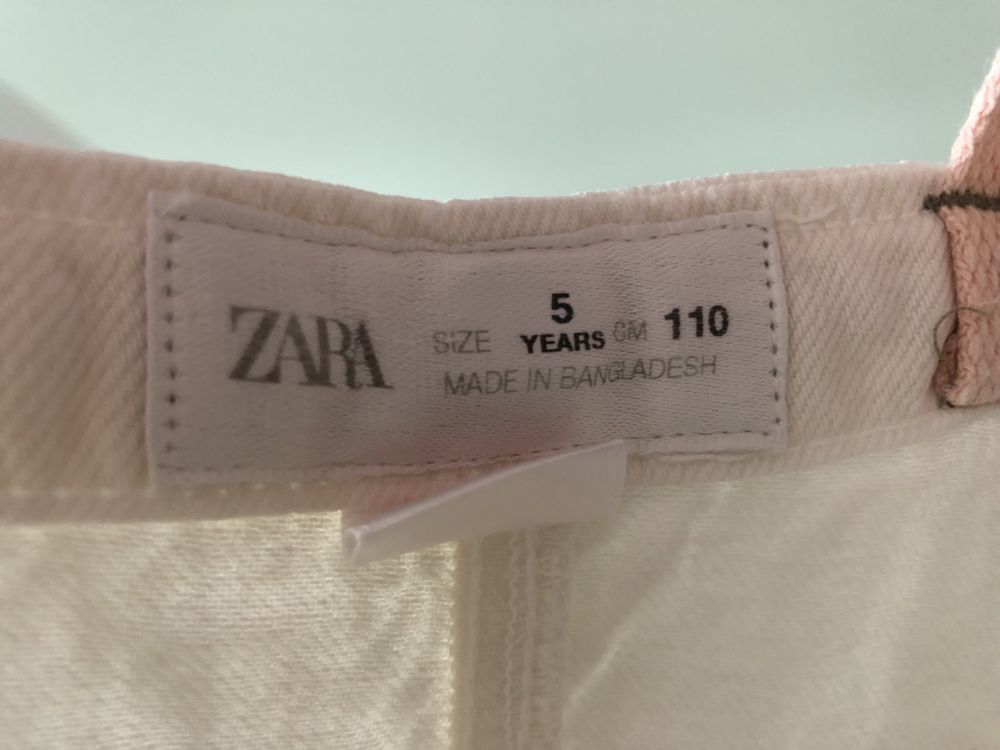 ZARA
SIZE 5 YEARS CM 110
MADE IN BANGLADESH